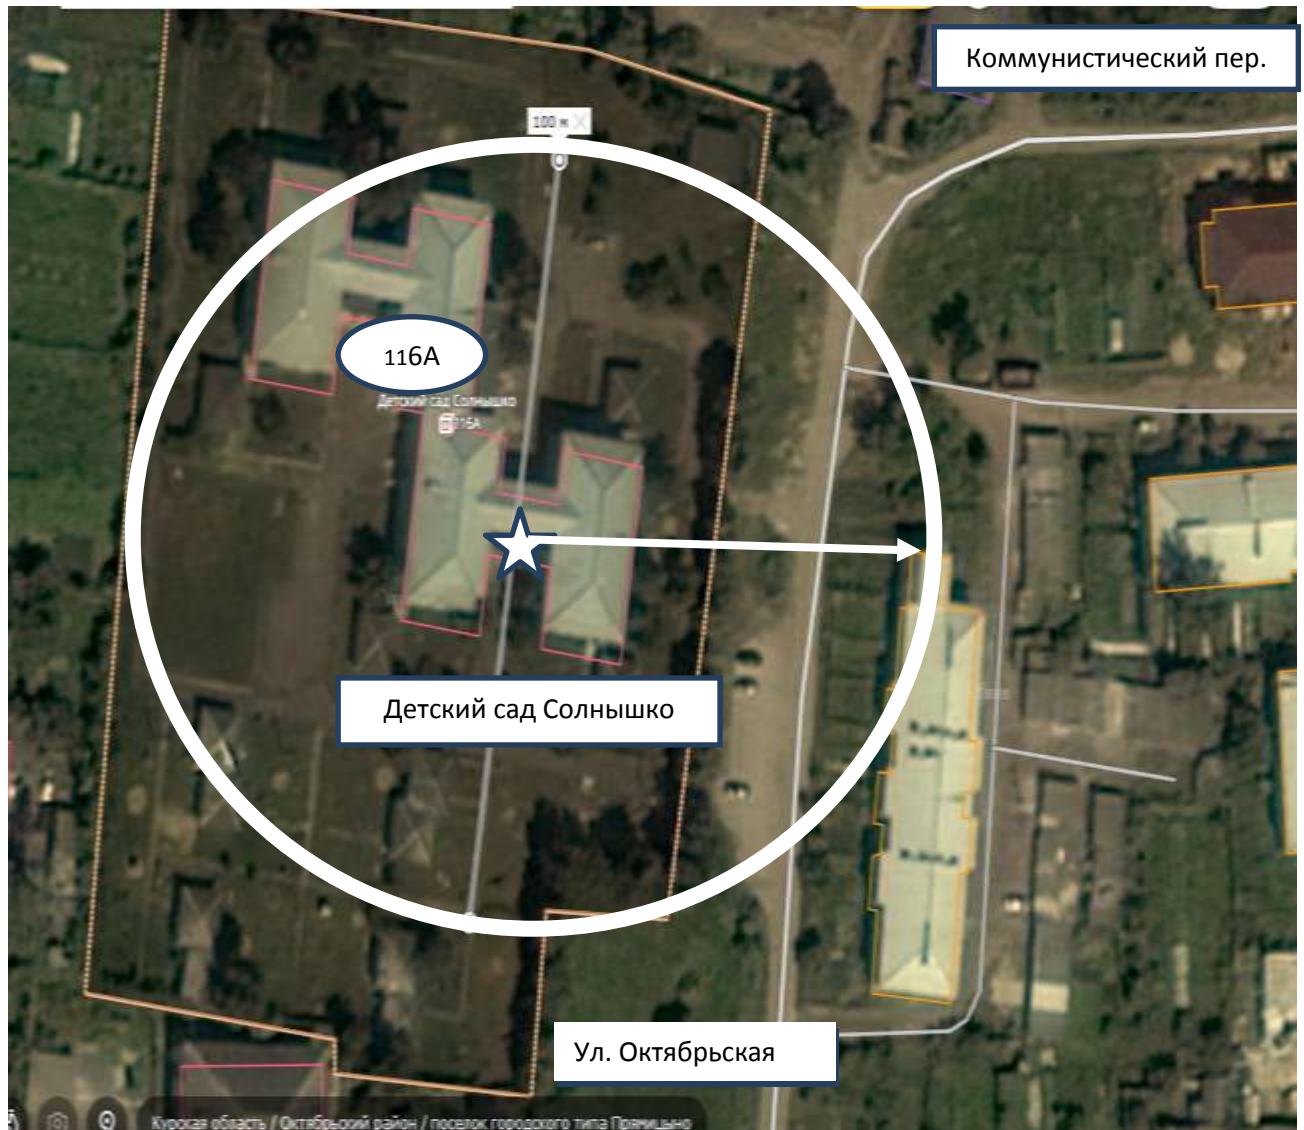 Коммунистический пер.
100 м
116А
Детский сад Солнышко
116А
Детский сад Солнышко
Ул. Октябрьская
Курская область / Октябрьский район / поселок городского типа Прямицыно